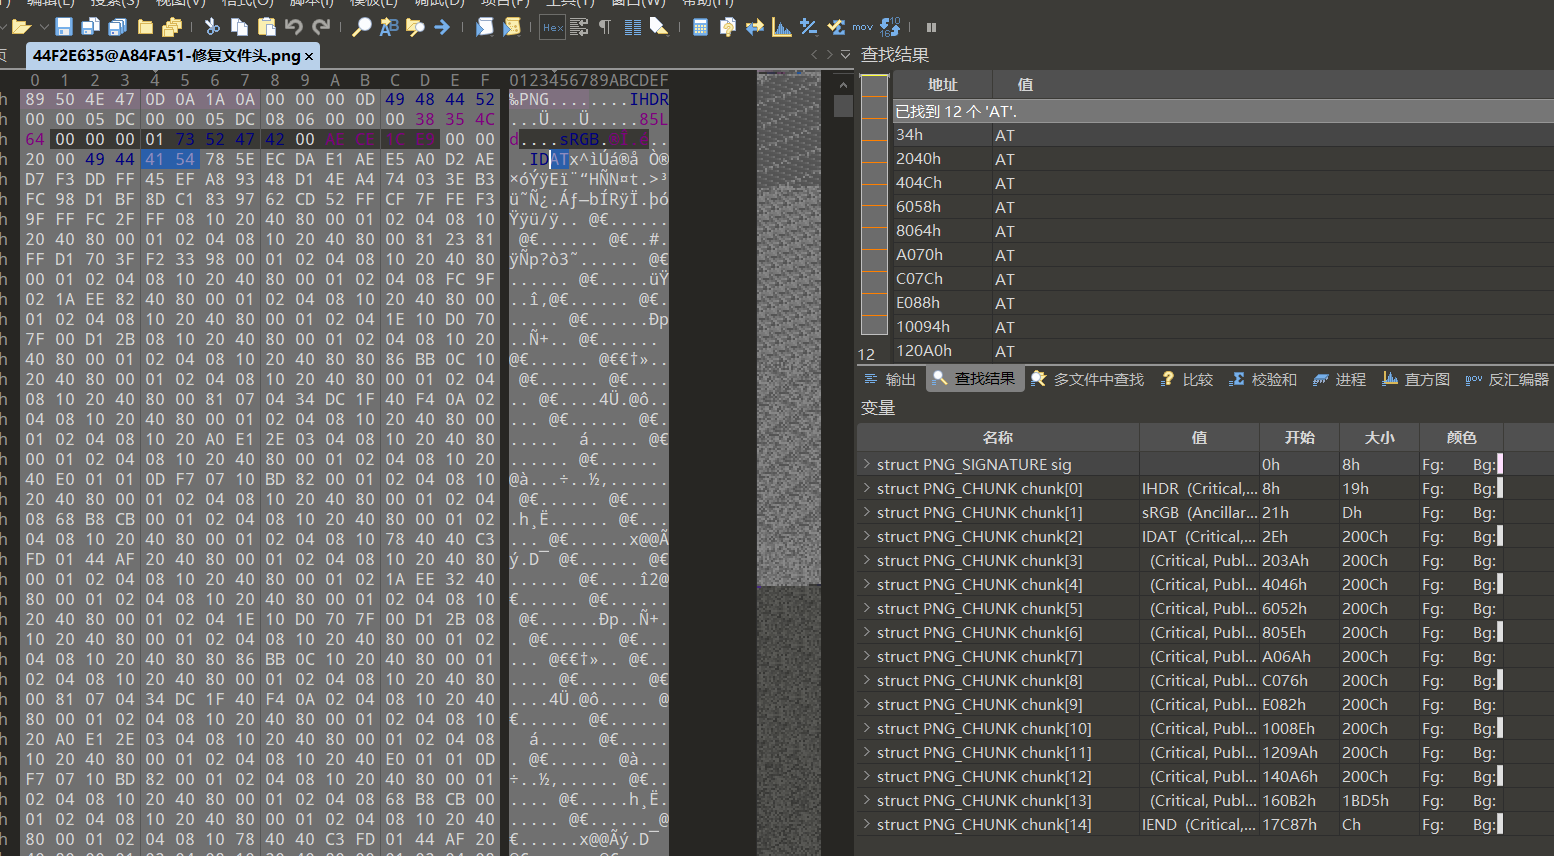 编辑(E) 搜索(S) 视图(V) 格式(O) 脚本(I) 模板(L) 调试(D) 项目(P) 工具(T) 窗口(W) 帮助(H)
44F2E635@A84FA51-修复文件头.png ×
查找结果
0 1 2 3 4 5 6 7 8 9 A B C D E F 0123456789ABCDEF
89 50 4E 47 0D 0A 1A 0A 00 00 00 0D 49 48 44 52 ‰PNG........IHDR
00 00 05 DC 00 00 05 DC 08 06 00 00 00 38 35 4C ...Ü...Ü.....85L
64 00 00 00 01 73 52 47 42 00 AE CE 1C E9 00 00 d....sRGB.®Î.é..
20 00 49 44 41 54 78 5E EC DA E1 AE E5 A0 D2 AE  .IDATx^ìÚá®å Ò®
D7 F3 DD FF 45 EF A8 93 48 D1 4E A4 74 03 3E B3 ×óÝÿEï¨“HÑN¤t.>³
FC 98 D1 BF 8D C1 83 97 62 CD 52 FF CF 7F FE F3 ü˜Ñ¿.Áƒ—bÍRÿÏ.þó
9F FF FC 2F FF 08 10 20 40 80 00 01 02 04 08 10 Ÿÿü/ÿ.. @€......
20 40 80 00 01 02 04 08 10 20 40 80 00 81 23 81  @€...... @€..#.
FF D1 70 3F F2 33 98 00 01 02 04 08 10 20 40 80 ÿÑp?ò3˜...... @€
00 01 02 04 08 10 20 40 80 00 01 02 04 08 FC 9F ...... @€.....üŸ
02 1A EE 82 40 80 00 01 02 04 08 10 20 40 80 00 ..î‚@€...... @€.
01 02 04 08 10 20 40 80 00 01 02 04 1E 10 D0 70 ..... @€......Ðp
7F 00 D1 2B 08 10 20 40 80 00 01 02 04 08 10 20 ..Ñ+.. @€...... 
40 80 00 01 02 04 08 10 20 40 80 80 86 BB 0C 10 @€...... @€€†»..
20 40 80 00 01 02 04 08 10 20 40 80 00 01 02 04  @€...... @€....
08 10 20 40 80 00 81 07 04 34 DC 1F 40 F4 0A 02 .. @€....4Ü.@ô..
04 08 10 20 40 80 00 01 02 04 08 10 20 40 80 00 ... @€...... @€.
01 02 04 08 10 20 A0 E1 2E 03 04 08 10 20 40 80 ..... á..... @€
00 01 02 04 08 10 20 40 80 00 01 02 04 08 10 20 ...... @€...... 
40 E0 01 01 0D F7 07 10 BD 82 00 01 02 04 08 10 @à...÷..½‚......
20 40 80 00 01 02 04 08 10 20 40 80 00 01 02 04  @€...... @€....
08 68 B8 CB 00 01 02 04 08 10 20 40 80 00 01 02 .h¸Ë...... @€...
04 08 10 20 40 80 00 01 02 04 08 10 78 40 40 C3 ... @€......x@@Ã
FD 01 44 AF 20 40 80 00 01 02 04 08 10 20 40 80 ý.D¯ @€...... @€
00 01 02 04 08 10 20 40 80 00 01 02 1A EE 32 40 ...... @€....î2@
80 00 01 02 04 08 10 20 40 80 00 01 02 04 08 10 €...... @€......
20 40 80 00 01 02 04 1E 10 D0 70 7F 00 D1 2B 08  @€......Ðp..Ñ+.
10 20 40 80 00 01 02 04 08 10 20 40 80 00 01 02 . @€...... @€...
04 08 10 20 40 80 80 86 BB 0C 10 20 40 80 00 01 ... @€€†».. @€..
02 04 08 10 20 40 80 00 01 02 04 08 10 20 40 80 .... @€...... @€
00 81 07 04 34 DC 1F 40 F4 0A 02 04 08 10 20 40 ....4Ü.@ô..... @
80 00 01 02 04 08 10 20 40 80 00 01 02 04 08 10 €...... @€......
20 A0 E1 2E 03 04 08 10 20 40 80 00 01 02 04 08   á..... @€.....
10 20 40 80 00 01 02 04 08 10 20 40 E0 01 01 0D . @€...... @à...
F7 07 10 BD 82 00 01 02 04 08 10 20 40 80 00 01 ÷..½‚...... @€..
02 04 08 10 20 40 80 00 01 02 04 08 68 B8 CB 00 .... @€.....h¸Ë.
01 02 04 08 10 20 40 80 00 01 02 04 08 10 20 40 ..... @€...... @
80 00 01 02 04 08 10 78 40 40 C3 FD 01 44 AF 20 €......x@@Ãý.D¯ 
地址 值
已找到 12 个 'AT'.
34h AT
2040h AT
404Ch AT
6058h AT
8064h AT
A070h AT
C07Ch AT
E088h AT
10094h AT
120A0h AT
12
输出 查找结果 多文件中查找 比较 校验和 进程 直方图 反汇编器
变量
名称 值 开始 大小 颜色
struct PNG_SIGNATURE sig 0h 8h Fg: Bg:
struct PNG_CHUNK chunk[0] IHDR (Critical,... 8h 19h Fg: Bg:
struct PNG_CHUNK chunk[1] sRGB (Ancillar... 21h Dh Fg: Bg:
struct PNG_CHUNK chunk[2] IDAT (Critical,... 2Eh 200Ch Fg: Bg:
struct PNG_CHUNK chunk[3] (Critical, Publ... 203Ah 200Ch Fg: Bg:
struct PNG_CHUNK chunk[4] (Critical, Publ... 4046h 200Ch Fg: Bg:
struct PNG_CHUNK chunk[5] (Critical, Publ... 6052h 200Ch Fg: Bg:
struct PNG_CHUNK chunk[6] (Critical, Publ... 805Eh 200Ch Fg: Bg:
struct PNG_CHUNK chunk[7] (Critical, Publ... A06Ah 200Ch Fg: Bg:
struct PNG_CHUNK chunk[8] (Critical, Publ... C076h 200Ch Fg: Bg:
struct PNG_CHUNK chunk[9] (Critical, Publ... E082h 200Ch Fg: Bg:
struct PNG_CHUNK chunk[10] (Critical, Publ... 1008Eh 200Ch Fg: Bg:
struct PNG_CHUNK chunk[11] (Critical, Publ... 1209Ah 200Ch Fg: Bg:
struct PNG_CHUNK chunk[12] (Critical, Publ... 140A6h 200Ch Fg: Bg:
struct PNG_CHUNK chunk[13] (Critical, Publ... 160B2h 1BD5h Fg: Bg:
struct PNG_CHUNK chunk[14] IEND (Critical,... 17C87h Ch Fg: Bg: